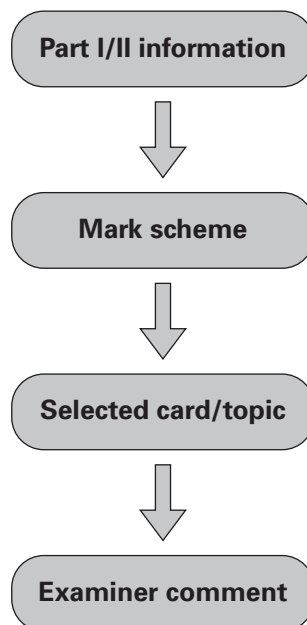 Part I/II information
Mark scheme
Selected card/topic
Examiner comment